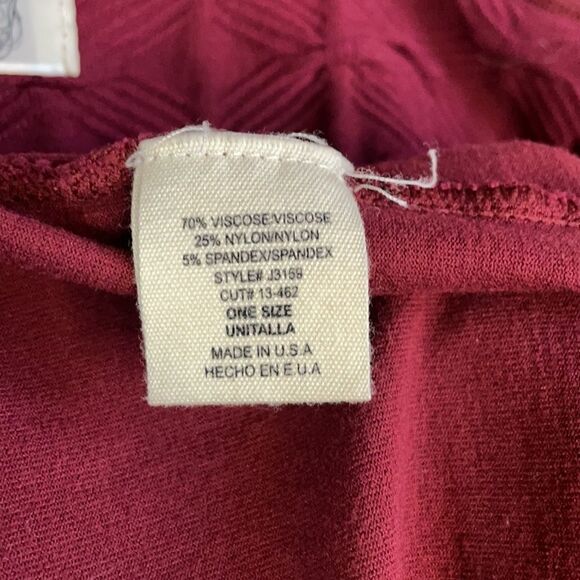 70% VISCOSE/VISCOSE
25% NYLON/NYLON
5% SPANDEX/SPANDEX
STYLE# J3169
CUT# 13-462
ONE SIZE
UNITALLA
MADE IN U.S.A
HECHO EN E.U.A